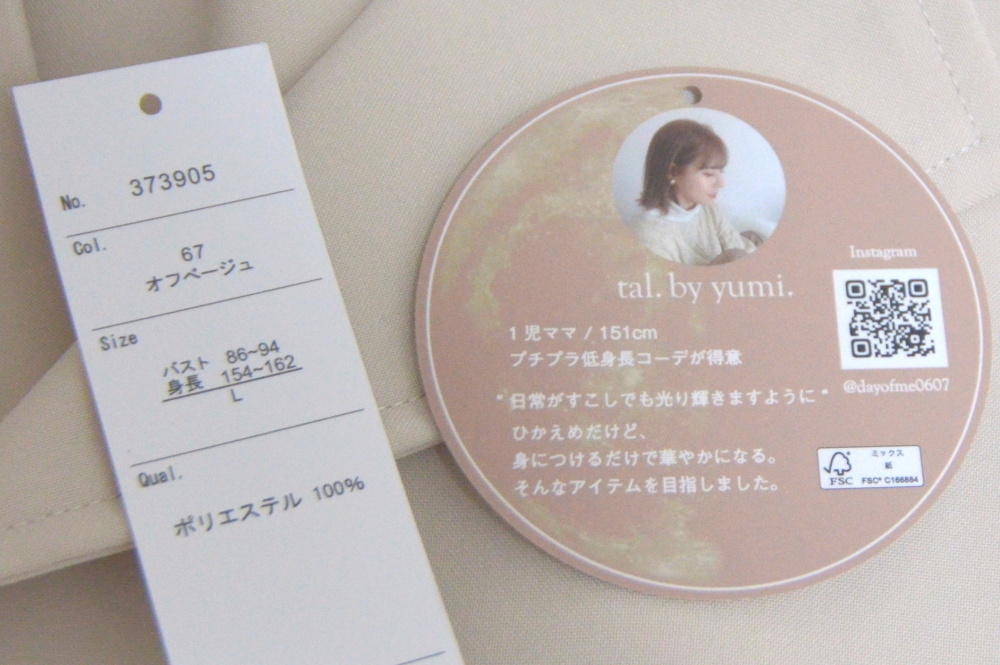 No. 373905
Col.
67
オフベージュ
Size
バスト 86~94
身長 154~162
L
Qual.
ポリエステル 100%
tal. by yumi.
1児ママ / 151cm
プチプラ低身長コーデが得意
"日常がすこしでも光り輝きますように"
ひかえめだけど、
身につけるだけで華やかになる。
そんなアイテムを目指しました。
Instagram
@dayofme0607
FSC
ミックス
紙
FSC® C166884